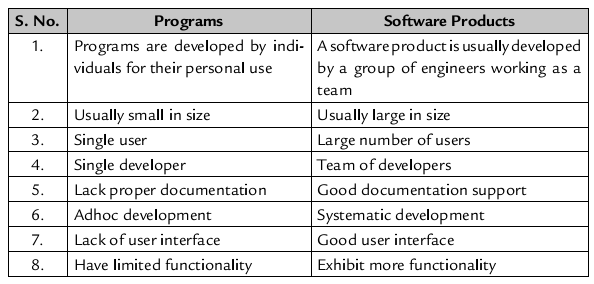 S. No. Programs Software Products
1. Programs are developed by indi- A software product is usually developed
viduals for their personal use by a group of engineers working as a
team
2. Usually small in size Usually large in size
3. Single user Large number of users
4. Single developer Team of developers
5. Lack proper documentation Good documentation support
6. Adhoc development Systematic development
7. Lack of user interface Good user interface
8. Have limited functionality Exhibit more functionality